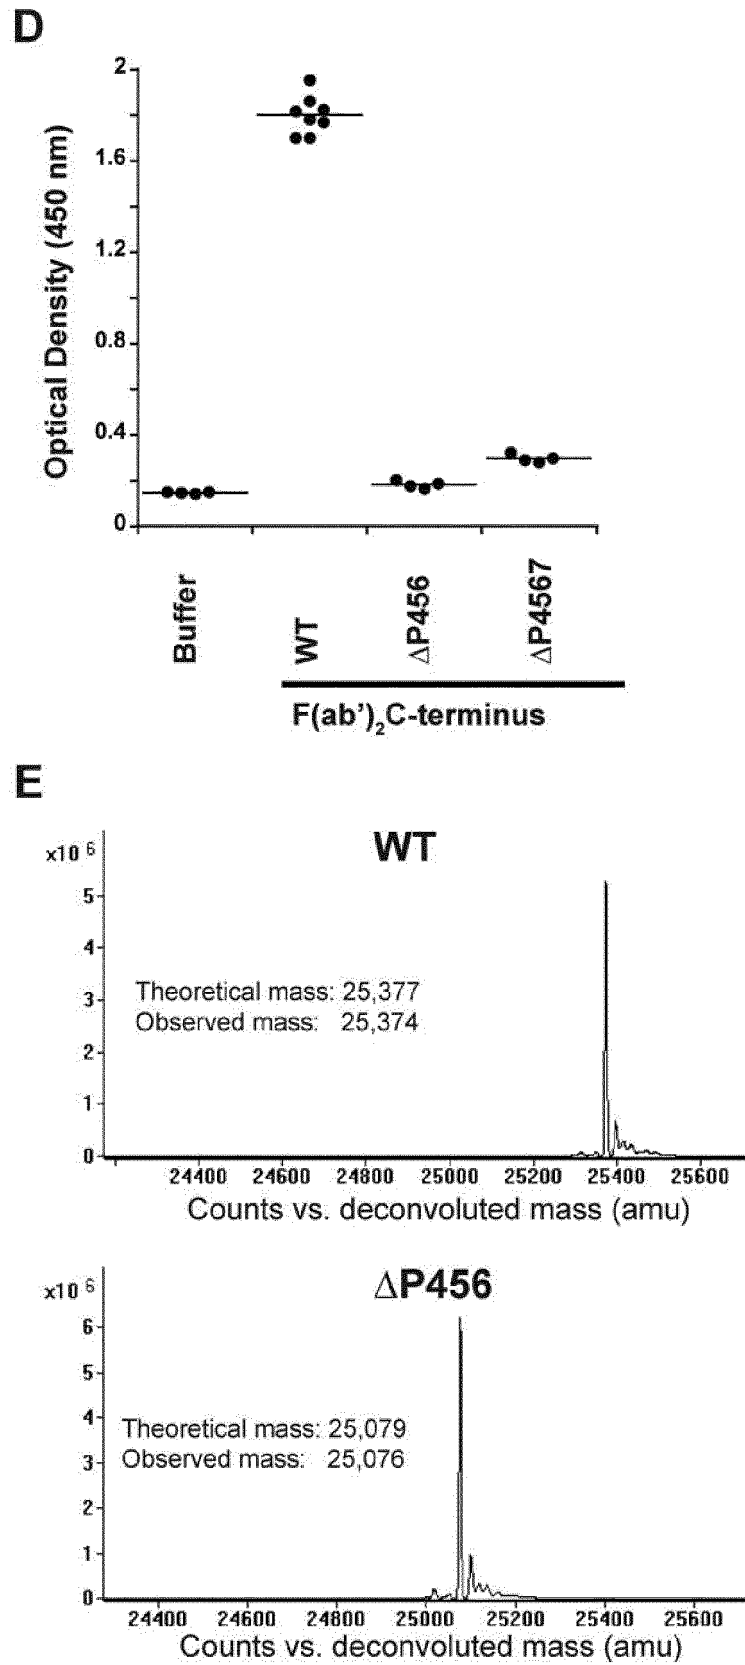 D
2
1.6
1.2
0.8
0.4
0
Optical Density (450 nm)
Buffer
WT
ΔP456
ΔP4567
F(ab')₂C-terminus
E
WT
x10 ⁶
5
4
3
2
1
0
Theoretical mass: 25,377
Observed mass: 25,374
24400 24600 24800 25000 25200 25400 25600
Counts vs. deconvoluted mass (amu)
ΔP456
x10 ⁶
6
5
4
3
2
1
0
Theoretical mass: 25,079
Observed mass: 25,076
24400 24600 24800 25000 25200 25400 25600
Counts vs. deconvoluted mass (amu)